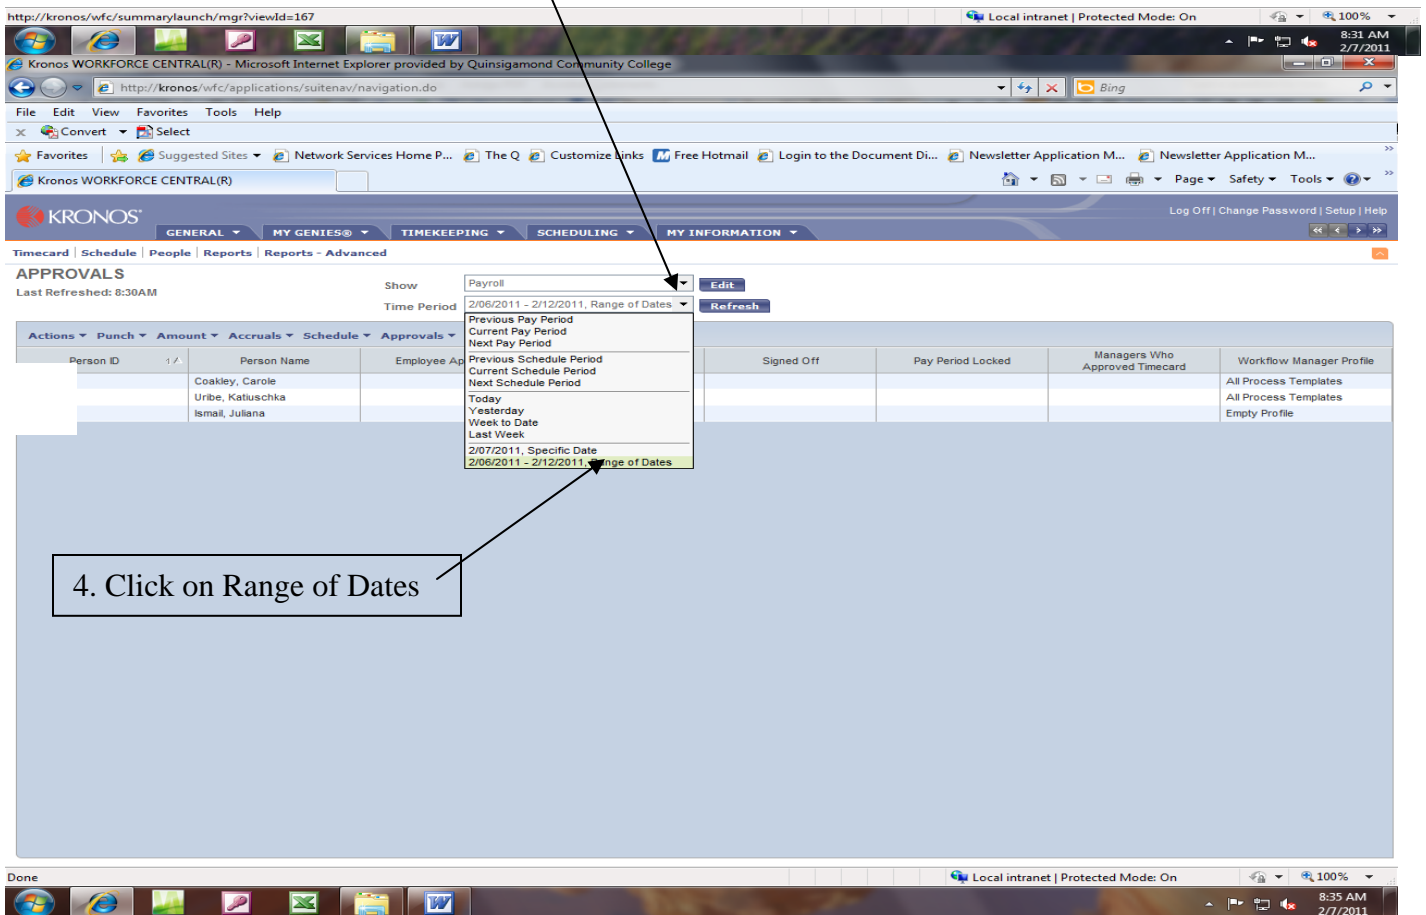 http://kronos/wfc/summarylaunch/mgr?viewId=167 Local intranet | Protected Mode: On 100%
8:31 AM
2/7/2011
Kronos WORKFORCE CENTRAL(R) - Microsoft Internet Explorer provided by Quinsigamond Community College
http://kronos/wfc/applications/suitenav/navigation.do Bing
File Edit View Favorites Tools Help
x Convert Select
Favorites Suggested Sites Network Services Home P... The Q Customize Links Free Hotmail Login to the Document Di... Newsletter Application M... Newsletter Application M...
Kronos WORKFORCE CENTRAL(R) Page Safety Tools
KRONOS Log Off | Change Password | Setup | Help
GENERAL MY GENIES® TIMEKEEPING SCHEDULING MY INFORMATION
Timecard | Schedule | People | Reports | Reports - Advanced
APPROVALS
Last Refreshed: 8:30AM
Show Payroll Edit
Time Period 2/06/2011 - 2/12/2011, Range of Dates Refresh
Previous Pay Period
Current Pay Period
Next Pay Period
Previous Schedule Period
Current Schedule Period
Next Schedule Period
Today
Yesterday
Week to Date
Last Week
2/07/2011, Specific Date
2/06/2011 - 2/12/2011, Range of Dates
Actions Punch Amount Accruals Schedule Approvals
Person ID 1 Person Name Employee Ap Signed Off Pay Period Locked Managers Who Approved Timecard Workflow Manager Profile
Coakley, Carole All Process Templates
Uribe, Katiuschka All Process Templates
Ismail, Juliana Empty Profile
4. Click on Range of Dates
Done Local intranet | Protected Mode: On 100%
8:35 AM
2/7/2011